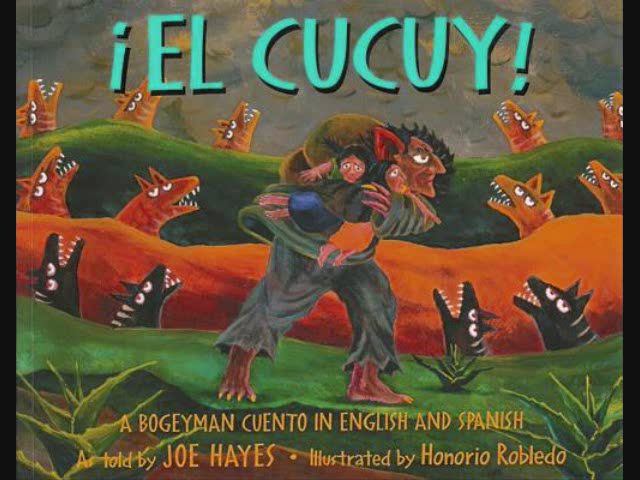 ¡EL CUCUY!
A BOGEYMAN CUENTO IN ENGLISH AND SPANISH
As told by JOE HAYES • Illustrated by Honorio Robledo